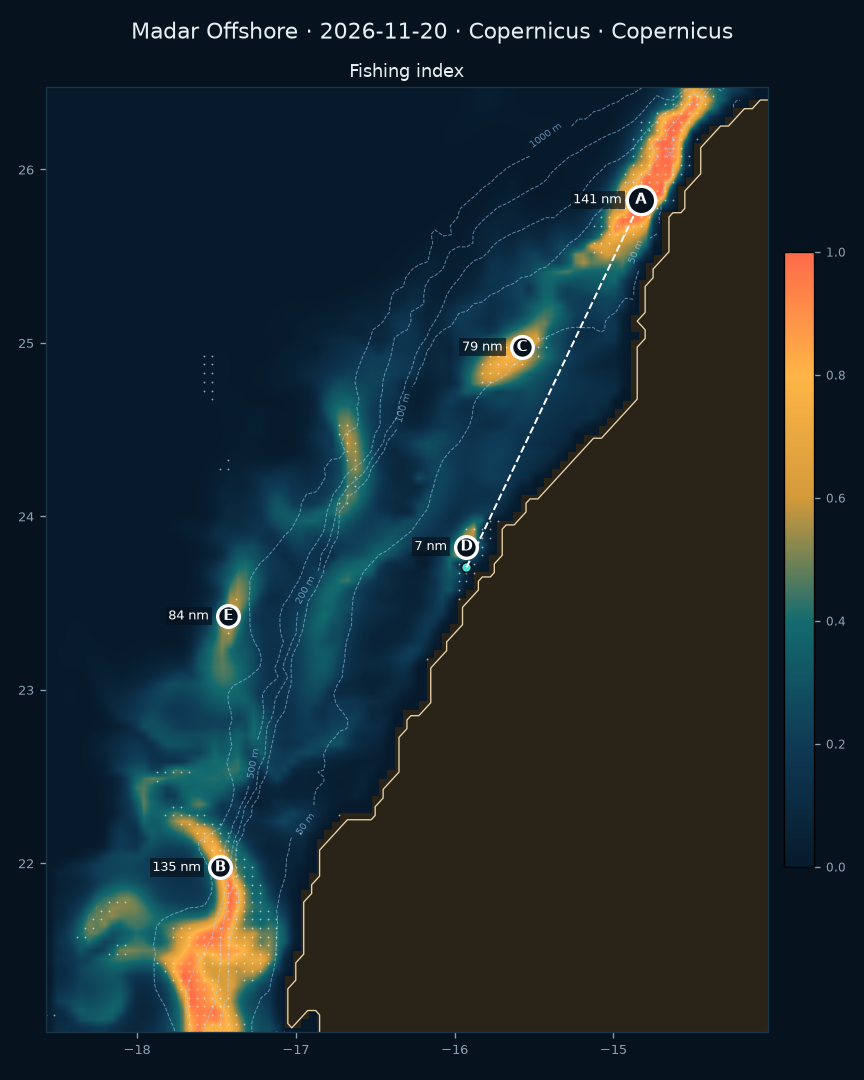 Madar Offshore · 2026-11-20 · Copernicus · Copernicus
Fishing index
1000 m
26
141 nm A
50 m
1.0
25
79 nm C
0.8
100 m
24
7 nm D
0.6
200 m
84 nm E
0.4
23
500 m
0.2
50 m
22
135 nm B
0.0
−18 −17 −16 −15